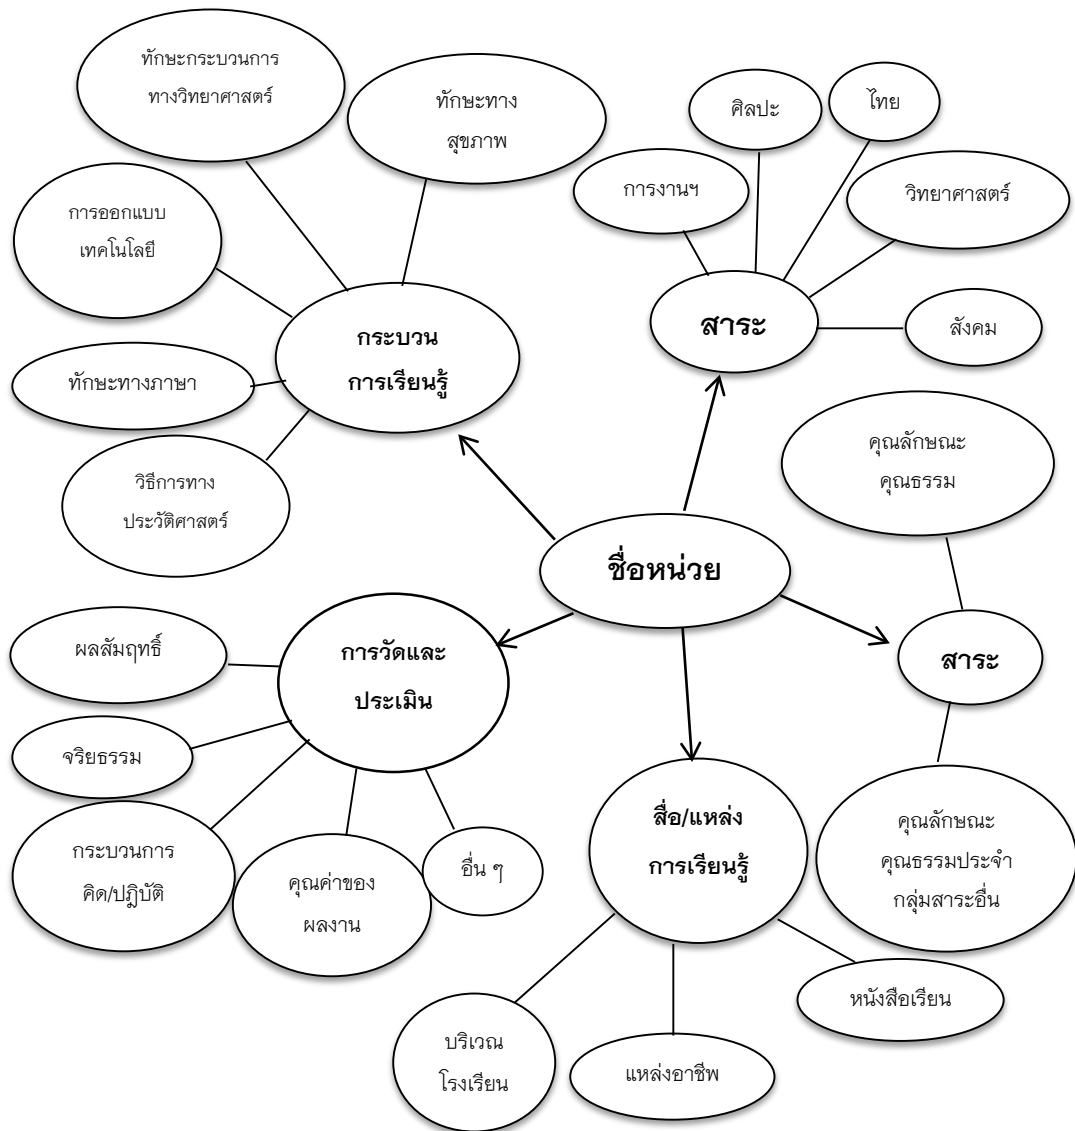 ทักษะกระบวนการ
ทางวิทยาศาสตร์
ทักษะทาง
สุขภาพ
ศิลปะ
ไทย
การงานฯ
วิทยาศาสตร์
การออกแบบ
เทคโนโลยี
สาระ
สังคม
กระบวน
การเรียนรู้
ทักษะทางภาษา
คุณลักษณะ
คุณธรรม
วิธีการทาง
ประวัติศาสตร์
ชื่อหน่วย
ผลสัมฤทธิ์
การวัดและ
ประเมิน
สาระ
จริยธรรม
สื่อ/แหล่ง
การเรียนรู้
คุณลักษณะ
คุณธรรมประจำ
กลุ่มสาระอื่น
กระบวนการ
คิด/ปฎิบัติ
คุณค่าของ
ผลงาน
อื่น ๆ
หนังสือเรียน
บริเวณ
โรงเรียน
แหล่งอาชีพ